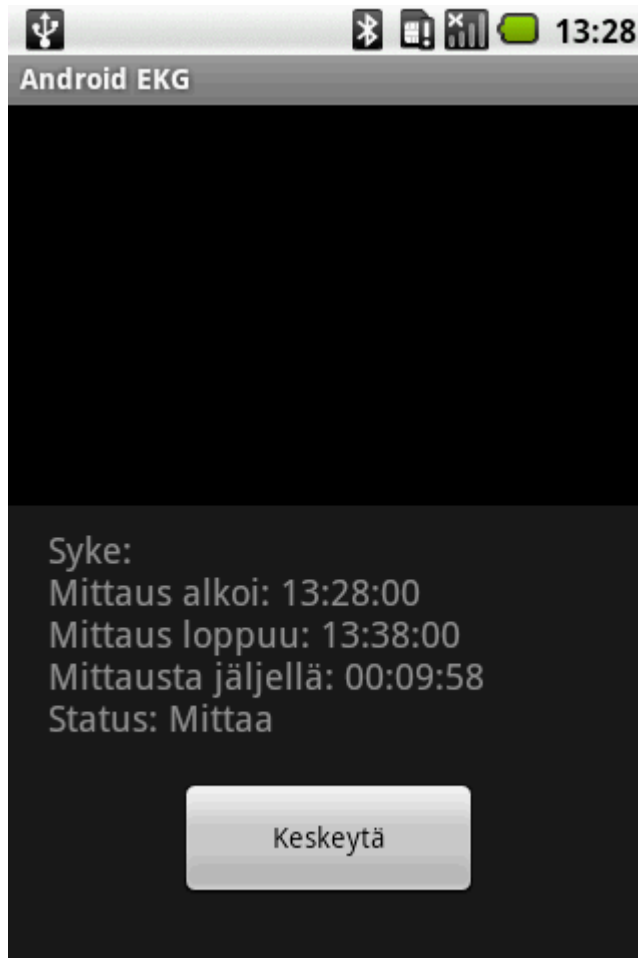 13:28
Android EKG
Syke:
Mittaus alkoi: 13:28:00
Mittaus loppuu: 13:38:00
Mittausta jäljellä: 00:09:58
Status: Mittaa
Keskeytä